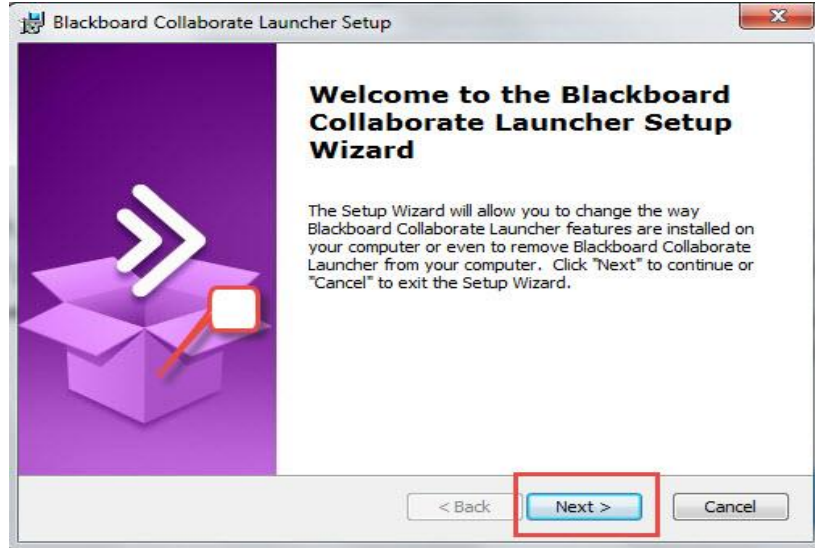 Blackboard Collaborate Launcher Setup
Welcome to the Blackboard
Collaborate Launcher Setup
Wizard
The Setup Wizard will allow you to change the way
Blackboard Collaborate Launcher features are installed on
your computer or even to remove Blackboard Collaborate
Launcher from your computer.  Click "Next" to continue or
"Cancel" to exit the Setup Wizard.
< Back Next > Cancel